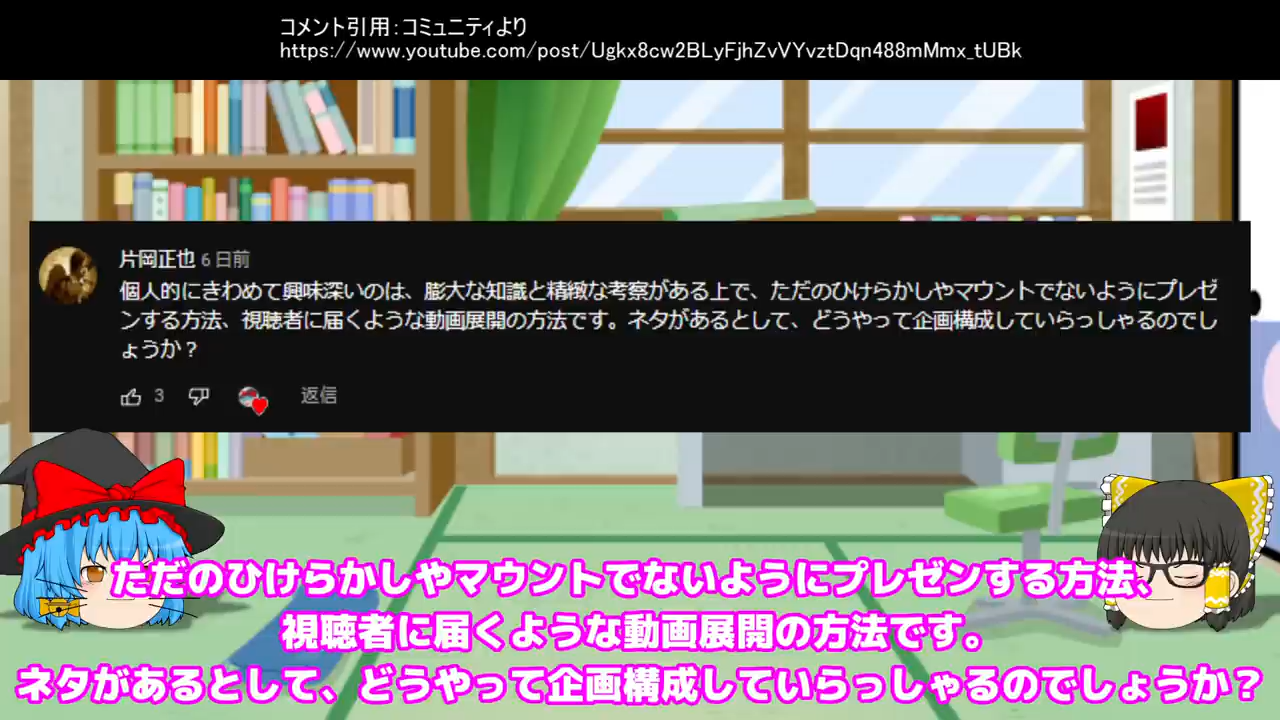 コメント引用：コミュニティより
https://www.youtube.com/post/Ugkx8cw2BLyFjhZvVYvztDqn488mMmx_tUBk
片岡正也 6 日前
個人的にきわめて興味深いのは、膨大な知識と精緻な考察がある上で、ただのひけらかしやマウントでないようにプレゼ
ンする方法、視聴者に届くような動画展開の方法です。ネタがあるとして、どうやって企画構成していらっしゃるのでし
ょうか？
3 返信
ただのひけらかしやマウントでないようにプレゼンする方法、
視聴者に届くような動画展開の方法です。
ネタがあるとして、どうやって企画構成していらっしゃるのでしょうか？